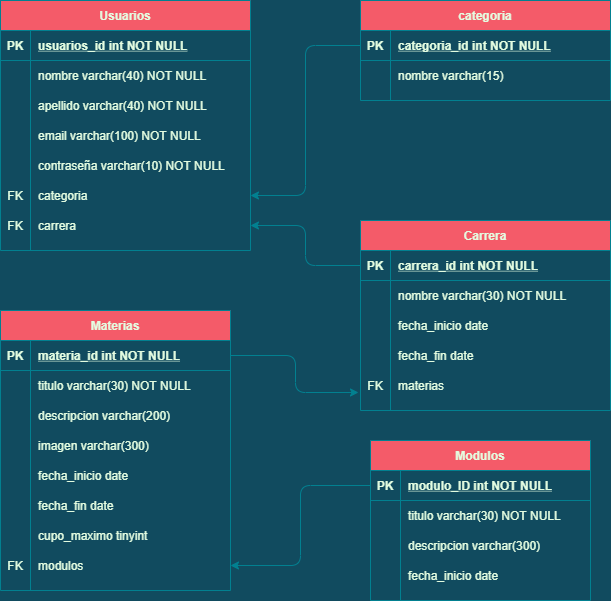 Usuarios
PK usuarios_id int NOT NULL
nombre varchar(40) NOT NULL
apellido varchar(40) NOT NULL
email varchar(100) NOT NULL
contraseña varchar(10) NOT NULL
FK categoria
FK carrera
categoria
PK categoria_id int NOT NULL
nombre varchar(15)
Carrera
PK carrera_id int NOT NULL
nombre varchar(30) NOT NULL
fecha_inicio date
fecha_fin date
FK materias
Materias
PK materia_id int NOT NULL
titulo varchar(30) NOT NULL
descripcion varchar(200)
imagen varchar(300)
fecha_inicio date
fecha_fin date
cupo_maximo tinyint
FK modulos
Modulos
PK modulo_ID int NOT NULL
titulo varchar(30) NOT NULL
descripcion varchar(300)
fecha_inicio date